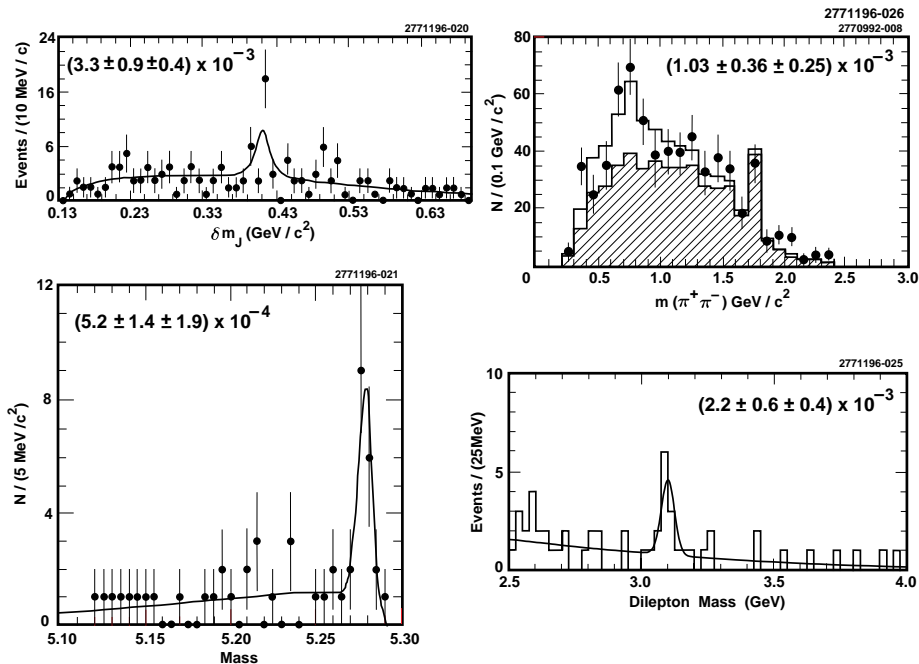 2771196-026
2771196-020
24
16
6
0
Events / (10 MeV / c)
(3.3 ± 0.9 ± 0.4) x 10⁻³
0.13 0.23 0.33 0.43 0.53 0.63
δ m_J (GeV / c²)
2770992-008
80
60
40
20
0
N / (0.1 GeV / c²)
(1.03 ± 0.36 ± 0.25) x 10⁻³
0.5 1.0 1.5 2.0 2.5 3.0
m (π⁺ π⁻) GeV / c²
2771196-021
12
8
4
0
N / (5 MeV / c²)
(5.2 ± 1.4 ± 1.9) x 10⁻⁴
5.10 5.15 5.20 5.25 5.30
Mass
2771196-025
10
5
0
Events / (25MeV)
(2.2 ± 0.6 ± 0.4) x 10⁻³
2.5 3.0 3.5 4.0
Dilepton Mass (GeV)